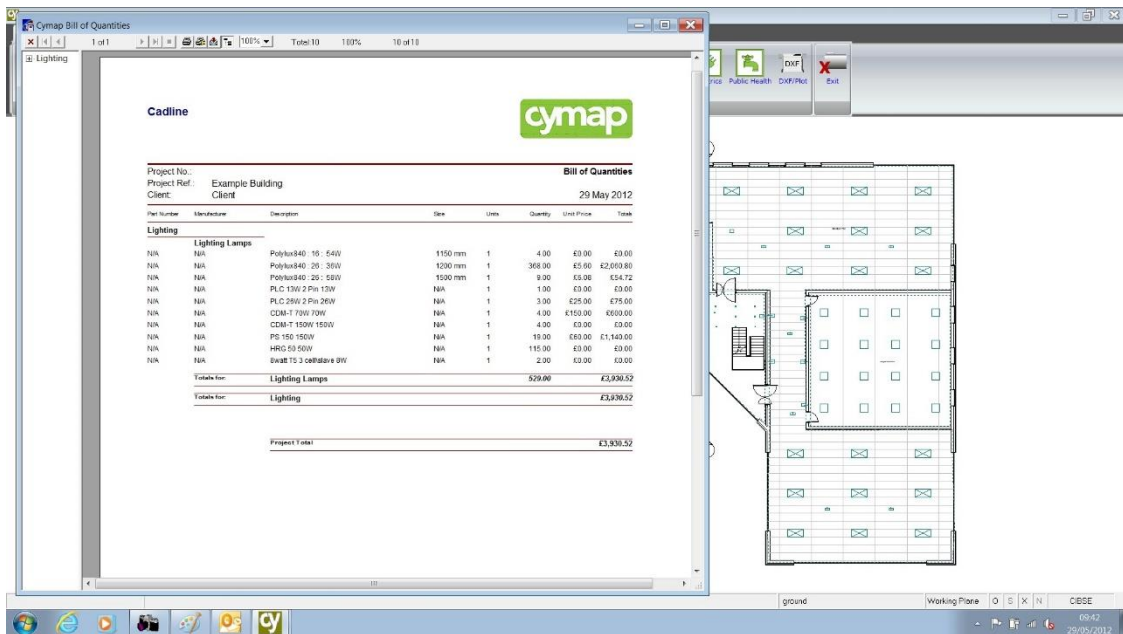 Cymap Bill of Quantities
1 of 1 100% Total:10 100% 10 of 10
Lighting
Cadline
cymap
Project No.: Bill of Quantities
Project Ref.: Example Building
Client: Client 29 May 2012
Part Number Manufacturer Description Size Units Quantity Unit Price Totals
Lighting
Lighting Lamps
N/A N/A Polylux840 : 16 : 54W 1150 mm 1 4.00 £0.00 £0.00
N/A N/A Polylux840 : 26 : 36W 1200 mm 1 368.00 £5.60 £2,060.80
N/A N/A Polylux840 : 25 : 58W 1500 mm 1 9.00 £6.08 £54.72
N/A N/A PLC 13W 2 Pin 13W N/A 1 1.00 £0.00 £0.00
N/A N/A PLC 26W 2 Pin 26W N/A 1 3.00 £25.00 £75.00
N/A N/A CDM-T 70W 70W N/A 1 4.00 £150.00 £600.00
N/A N/A CDM-T 150W 150W N/A 1 4.00 £0.00 £0.00
N/A N/A PS 150 150W N/A 1 19.00 £60.00 £1,140.00
N/A N/A HRG 50 50W N/A 1 115.00 £0.00 £0.00
N/A N/A 8watt T5 3 cell/slave 8W N/A 1 2.00 £0.00 £0.00
Totals for: Lighting Lamps 529.00 £3,930.52
Totals for: Lighting £3,930.52
Project Total £3,930.52
Public Health DXF/Plot Exit
DXF
ground Working Plane O S X N CIBSE
09:42
29/05/2012